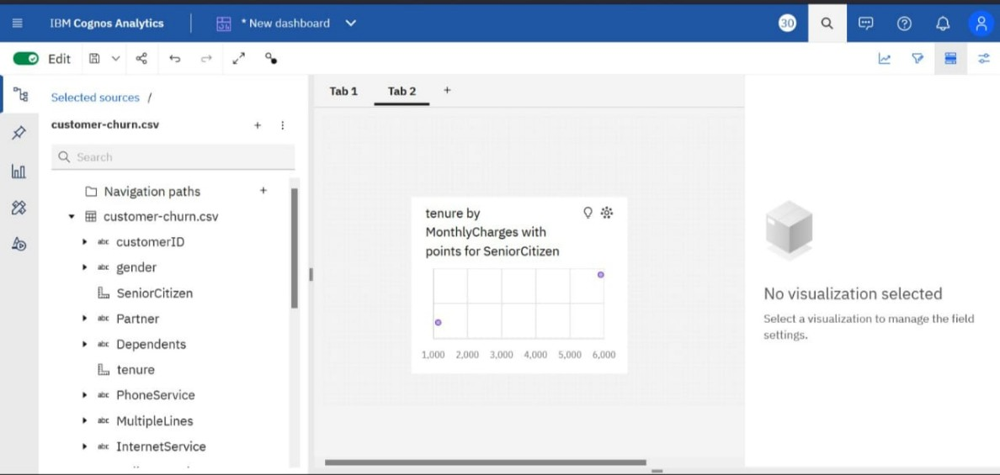 IBM Cognos Analytics
* New dashboard
30
Edit
Selected sources /
customer-churn.csv
Search
Navigation paths
customer-churn.csv
abc customerID
abc gender
SeniorCitizen
abc Partner
abc Dependents
tenure
abc PhoneService
abc MultipleLines
abc InternetService
Tab 1 Tab 2 +
tenure by
MonthlyCharges with
points for SeniorCitizen
1,000 2,000 3,000 4,000 5,000 6,000
No visualization selected
Select a visualization to manage the field
settings.